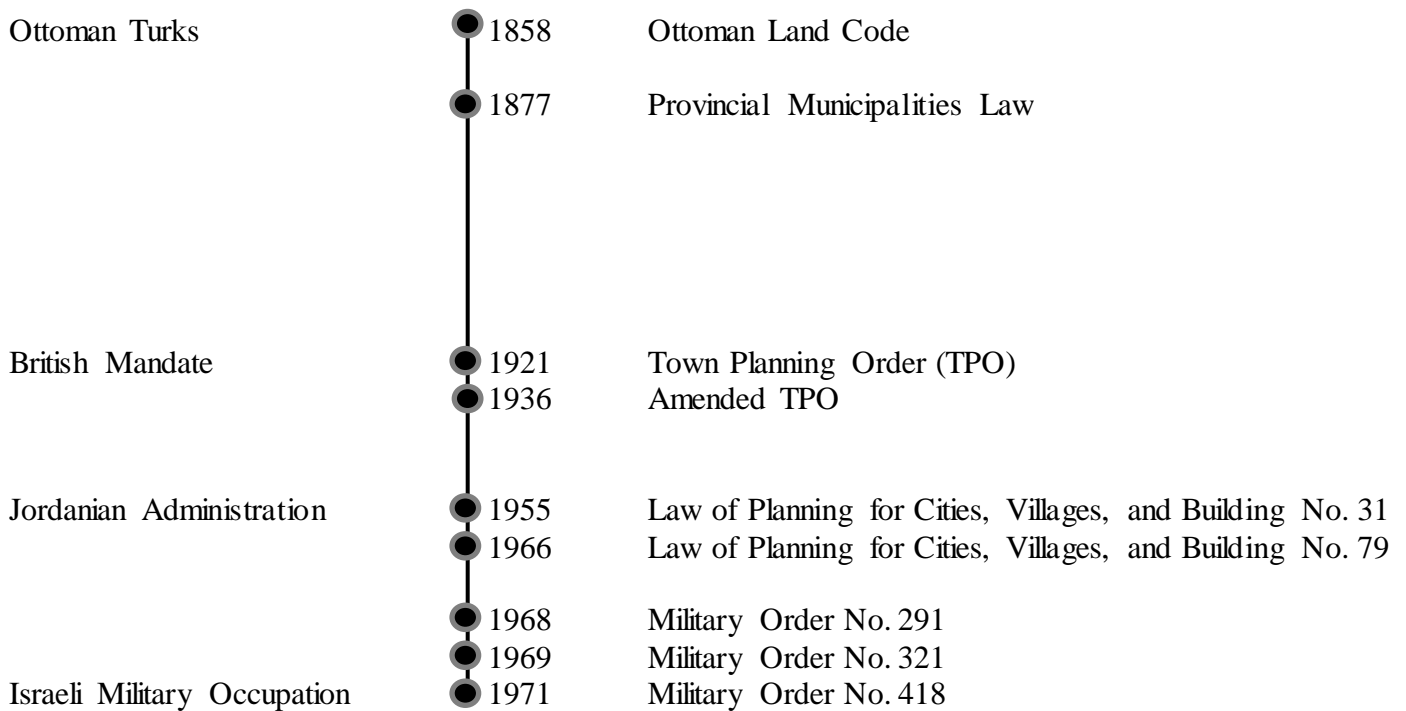 Ottoman Turks 1858 Ottoman Land Code
1877 Provincial Municipalities Law
British Mandate 1921 Town Planning Order (TPO)
1936 Amended TPO
Jordanian Administration 1955 Law of Planning for Cities, Villages, and Building No. 31
1966 Law of Planning for Cities, Villages, and Building No. 79
1968 Military Order No. 291
1969 Military Order No. 321
Israeli Military Occupation 1971 Military Order No. 418